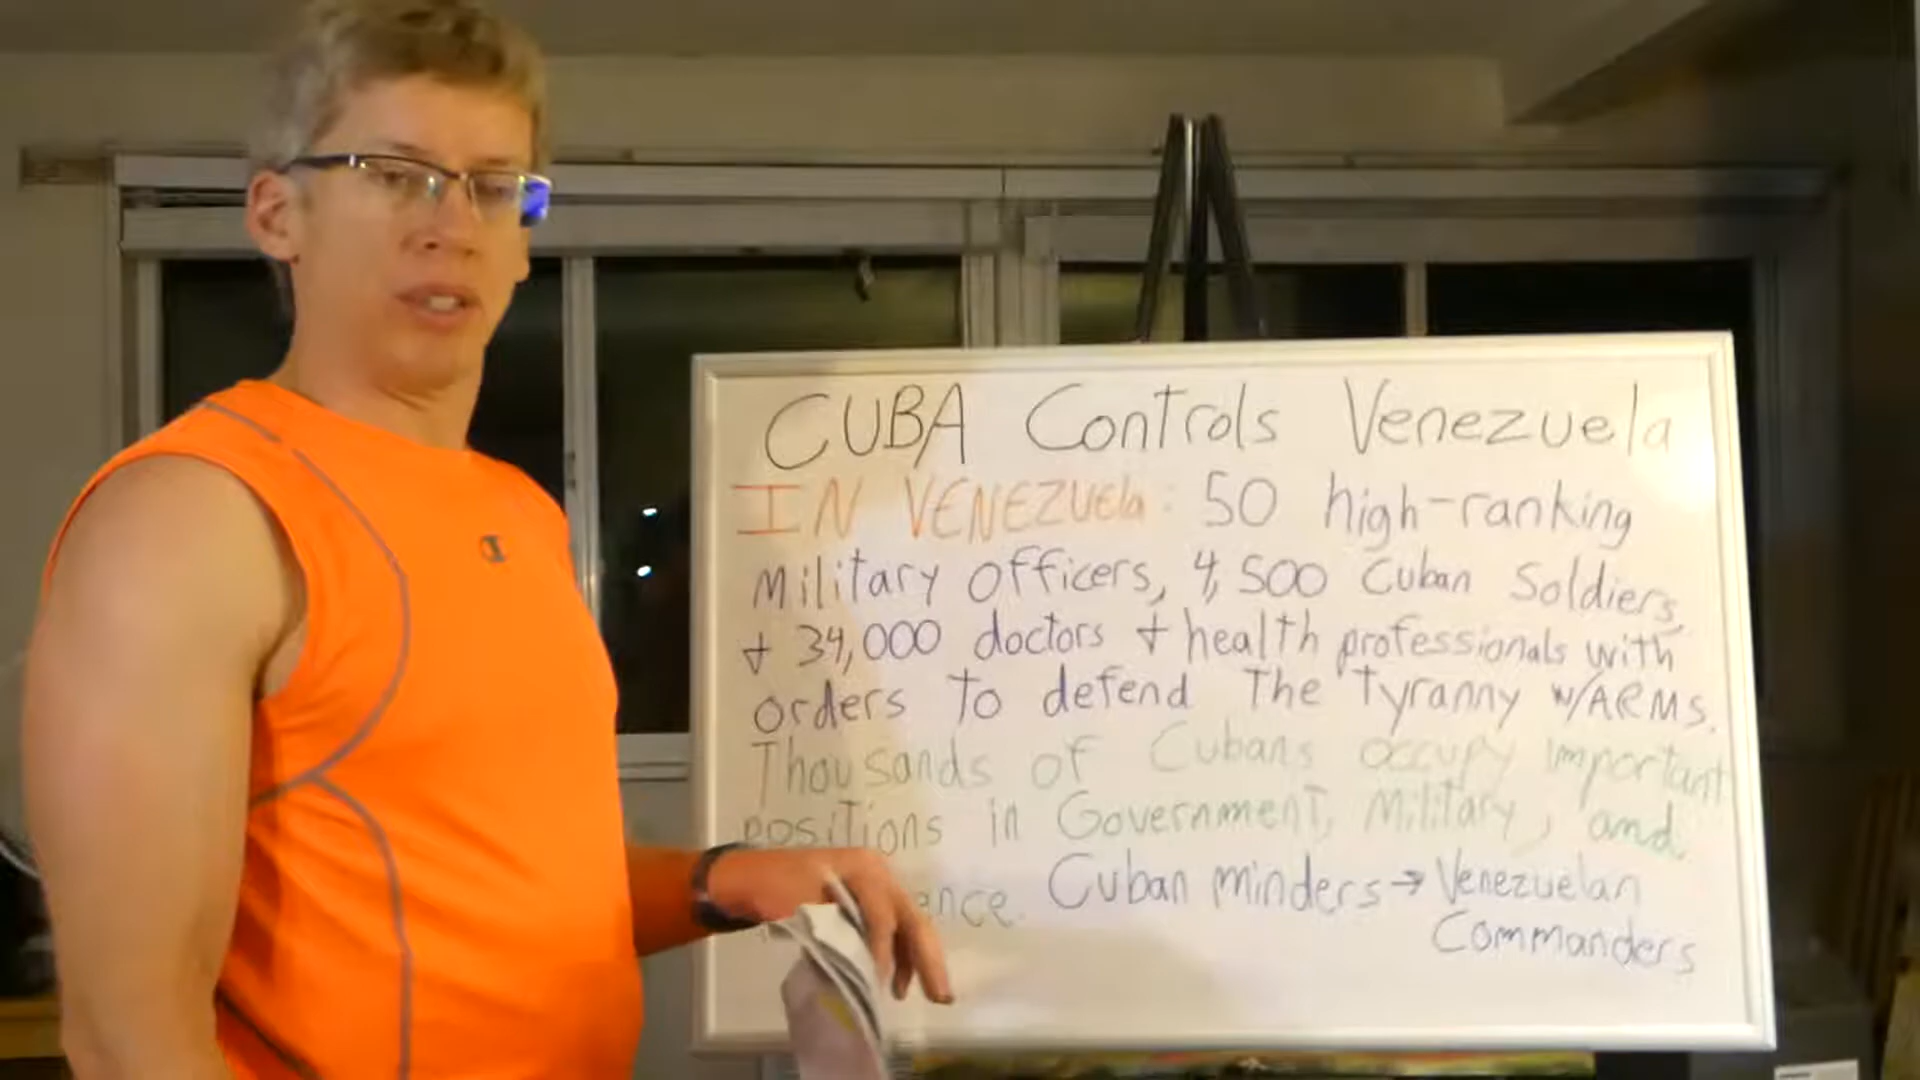 CUBA Controls Venezuela
IN VENEZUEla: 50 high-ranking
Military Officers, 4,500 Cuban Soldiers,
+ 34,000 doctors + health professionals with
orders to defend The Tyranny w/ARMS.
Thousands of Cubans occupy important
positions in Government, Military, and
ence. Cuban minders → Venezuelan
Commanders